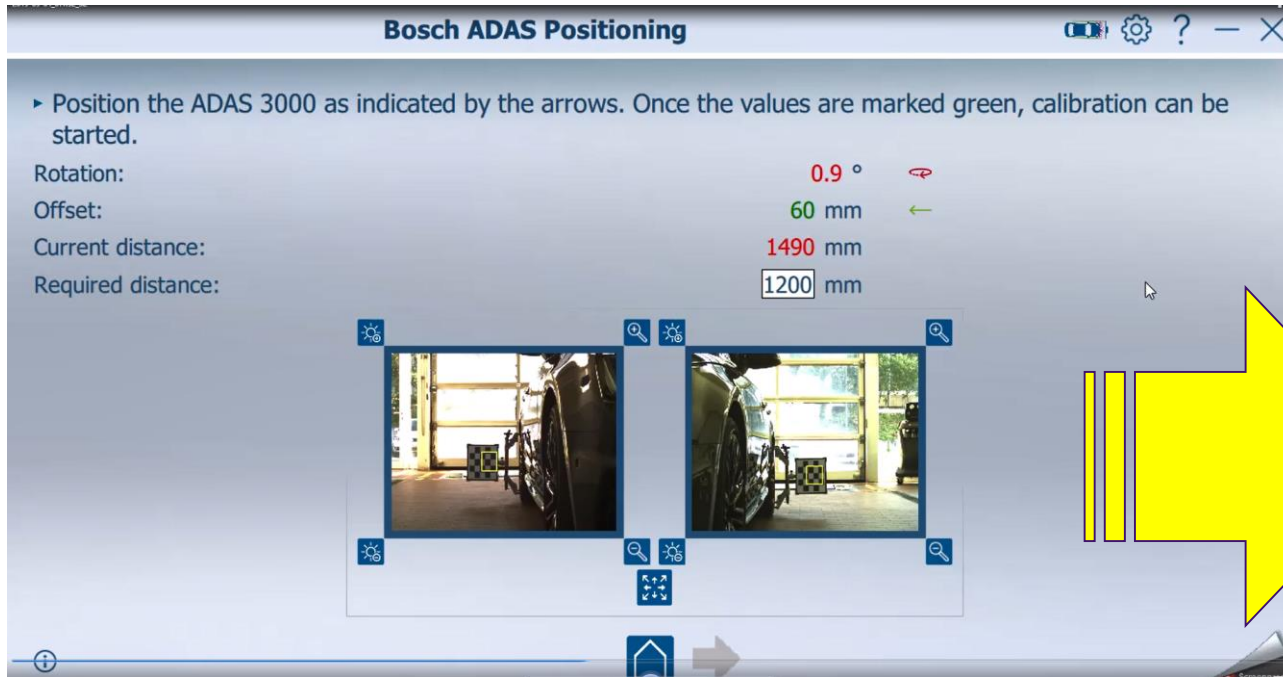 Bosch ADAS Positioning
?
▸ Position the ADAS 3000 as indicated by the arrows. Once the values are marked green, calibration can be
started.
Rotation: 0.9 °
Offset: 60 mm ←
Current distance: 1490 mm
Required distance: 1200 mm